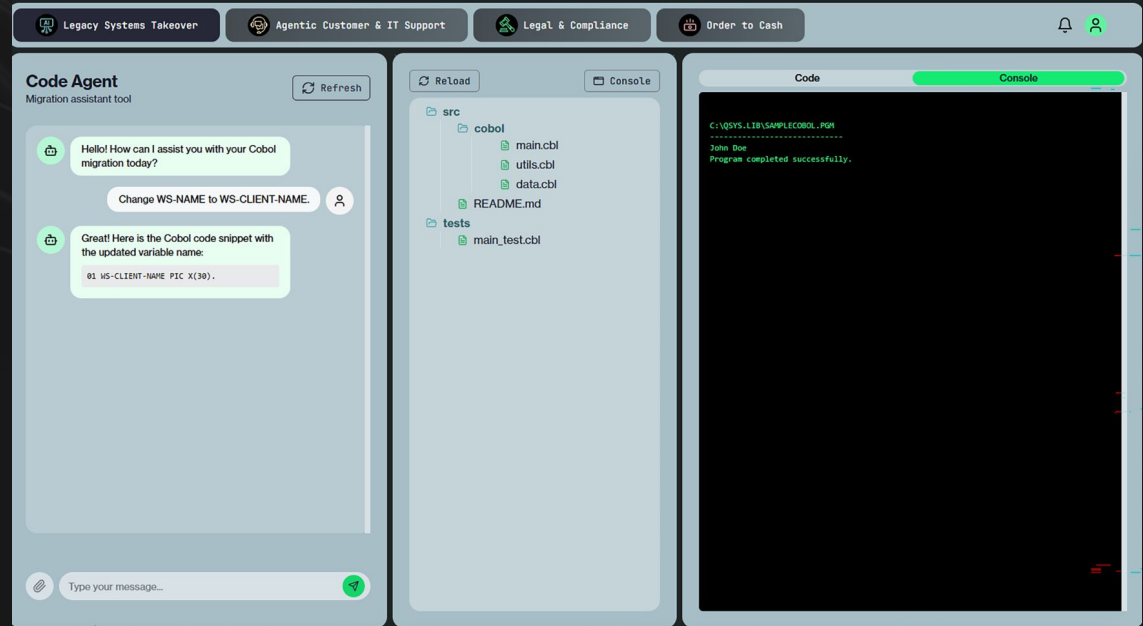 AI
Legacy Systems Takeover
Agentic Customer & IT Support
Legal & Compliance
Order to Cash
Code Agent
Migration assistant tool
Refresh
Hello! How can I assist you with your Cobol
migration today?
Change WS-NAME to WS-CLIENT-NAME.
Great! Here is the Cobol code snippet with
the updated variable name:
01 WS-CLIENT-NAME PIC X(30).
Type your message...
Reload
Console
src
cobol
main.cbl
utils.cbl
data.cbl
README.md
tests
main_test.cbl
Code
Console
C:\QSYS.LIB\SAMPLECOBOL.PGM
----------------------------
John Doe
Program completed successfully.